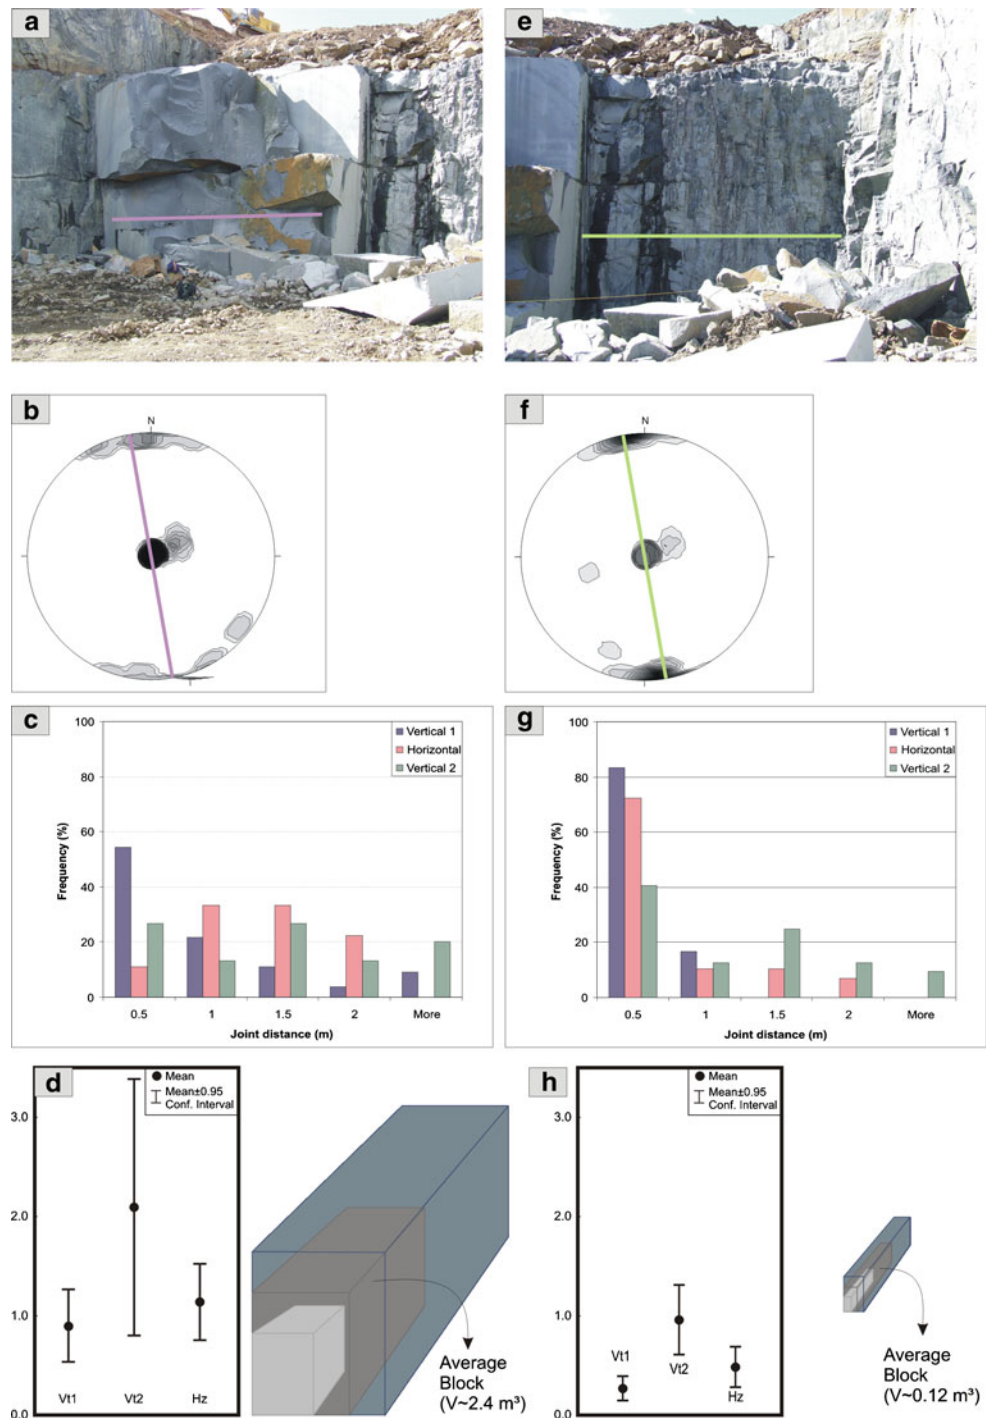 a
e
b
N
f
N
c
100
80
60
40
20
0
Frequency (%)
Vertical 1
Horizontal
Vertical 2
0.5 1 1.5 2 More
Joint distance (m)
g
100
80
60
40
20
0
Frequency (%)
Vertical 1
Horizontal
Vertical 2
0.5 1 1.5 2 More
Joint distance (m)
d
Mean
Mean±0.95
Conf. Interval
3.0
2.0
1.0
0.0
Vt1 Vt2 Hz
Average
Block
(V~2.4 m³)
h
Mean
Mean±0.95
Conf. Interval
3.0
2.0
1.0
0.0
Vt1
Vt2
Hz
Average
Block
(V~0.12 m³)